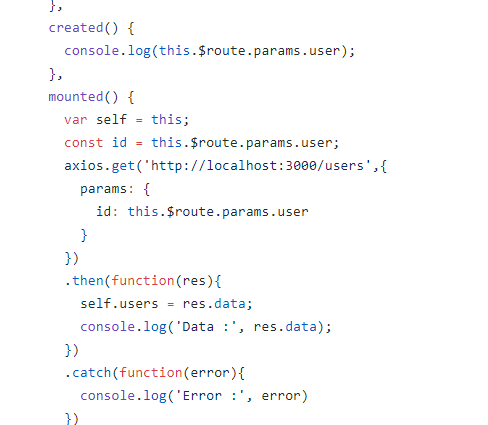 },
created() {
console.log(this.$route.params.user);
},
mounted() {
var self = this;
const id = this.$route.params.user;
axios.get('http://localhost:3000/users',{
params: {
id: this.$route.params.user
}
})
.then(function(res){
self.users = res.data;
console.log('Data :', res.data);
})
.catch(function(error){
console.log('Error :', error)
})